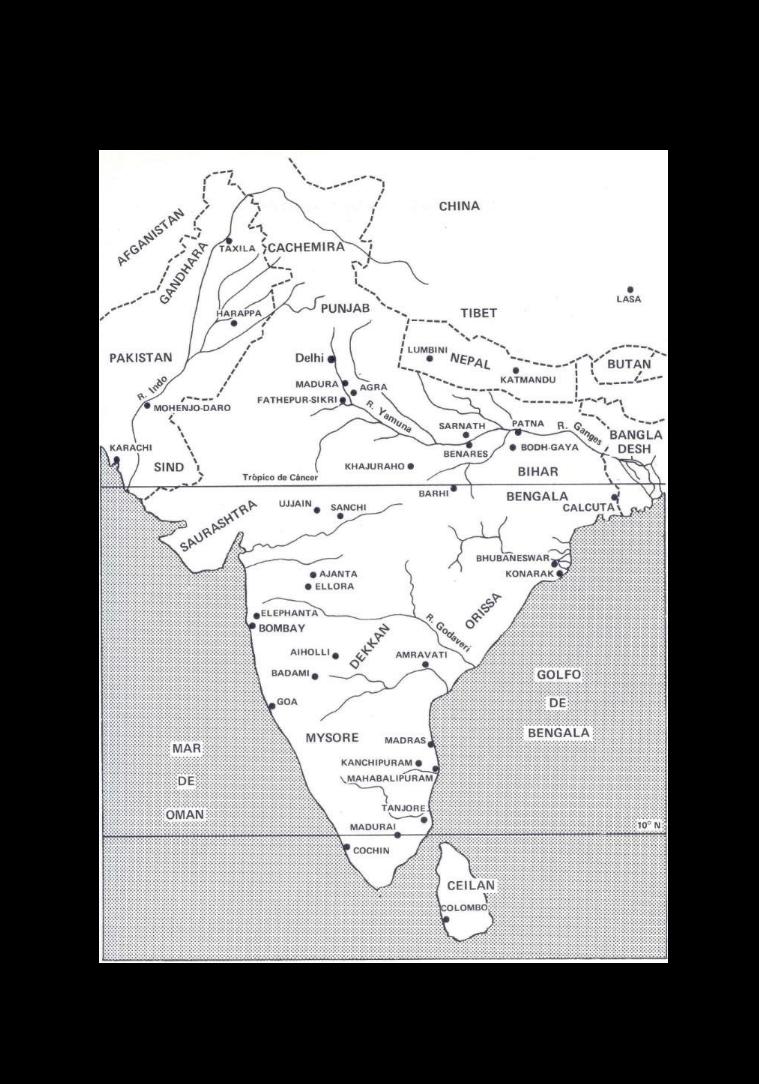 CHINA
AFGANISTAN
GANDHARA
TAXILA
CACHEMIRA
LASA
HARAPPA
PUNJAB
TIBET
PAKISTAN
Delhi
LUMBINI
NEPAL
KATMANDU
BUTAN
R. Indo
MADURA
AGRA
FATHEPUR-SIKRI
MOHENJO-DARO
R. Yamuna
SARNATH
PATNA
R. Ganges
BANGLA
DESH
KARACHI
BENARES
BODH-GAYA
SIND
KHAJURAHO
BIHAR
Tròpico de Câncer
BARHI
BENGALA
CALCUTA
UJJAIN
SANCHI
SAURASHTRA
BHUBANESWAR
KONARAK
AJANTA
ELLORA
ORISSA
ELEPHANTA
BOMBAY
R. Godaveri
DEKKAN
AIHOLLI
AMRAVATI
BADAMI
GOLFO
DE
BENGALA
GOA
MYSORE
MADRAS
MAR
DE
OMAN
KANCHIPURAM
MAHABALIPURAM
TANJORE
MADURAI
10° N
COCHIN
CEILAN
COLOMBO